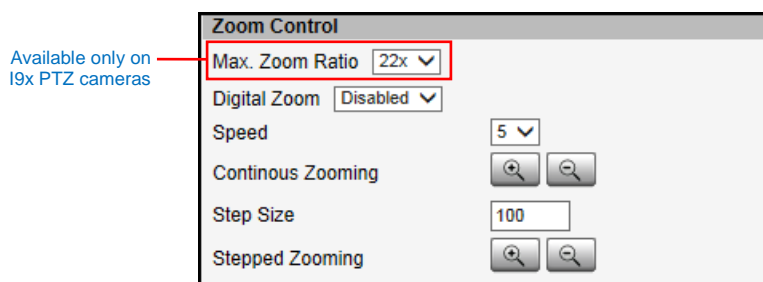 Zoom Control
Available only on
I9x PTZ cameras
Max. Zoom Ratio 22x
Digital Zoom Disabled
Speed 5
Continous Zooming
Step Size 100
Stepped Zooming